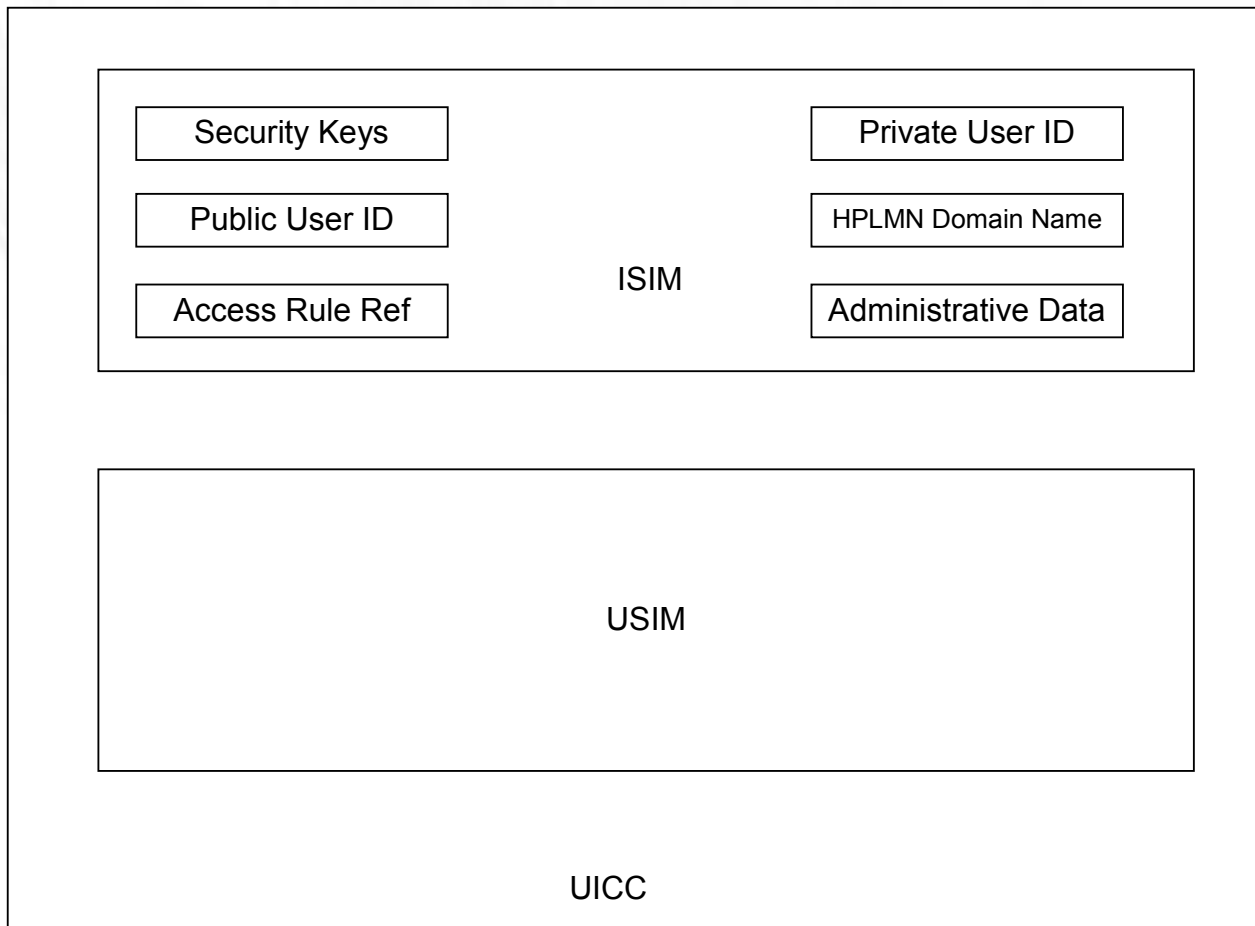 Security Keys
Private User ID
Public User ID
HPLMN Domain Name
ISIM
Access Rule Ref
Administrative Data
USIM
UICC